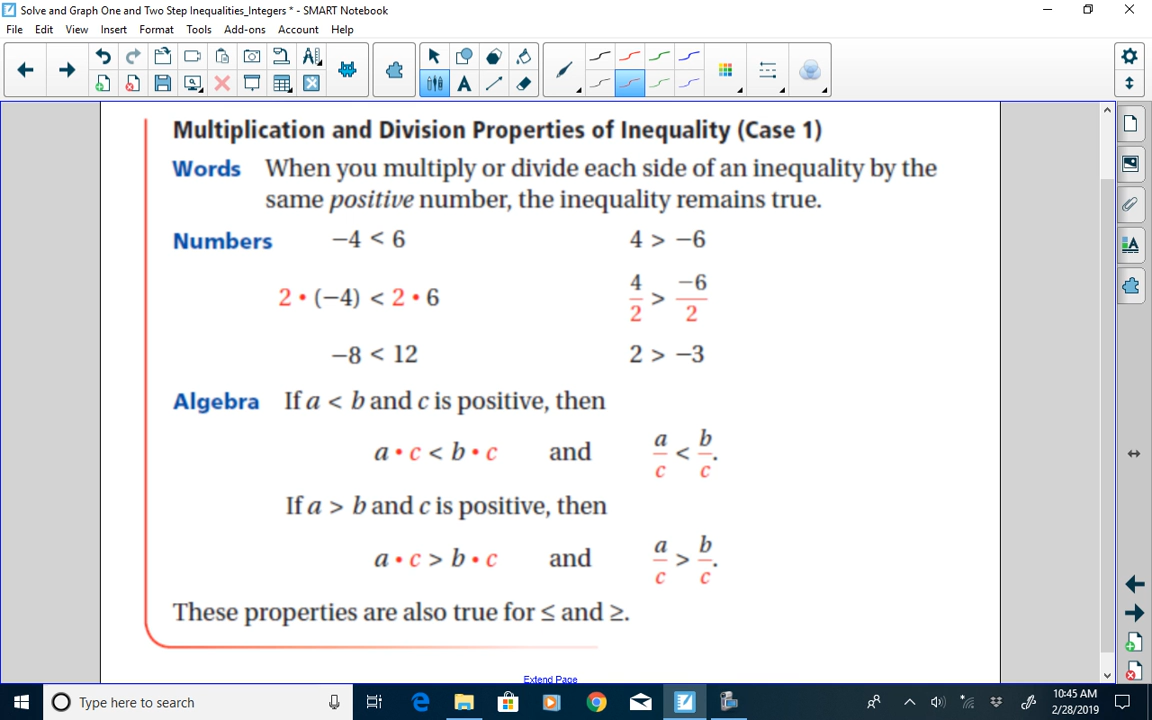 Solve and Graph One and Two Step Inequalities_Integers * - SMART Notebook
File Edit View Insert Format Tools Add-ons Account Help
Multiplication and Division Properties of Inequality (Case 1)
Words When you multiply or divide each side of an inequality by the
same positive number, the inequality remains true.
Numbers −4 < 6 4 > −6
2 • (−4) < 2 • 6 4/2 > −6/2
−8 < 12 2 > −3
Algebra If a < b and c is positive, then
a • c < b • c and a/c < b/c.
If a > b and c is positive, then
a • c > b • c and a/c > b/c.
These properties are also true for ≤ and ≥.
Extend Page
Type here to search
10:45 AM
2/28/2019